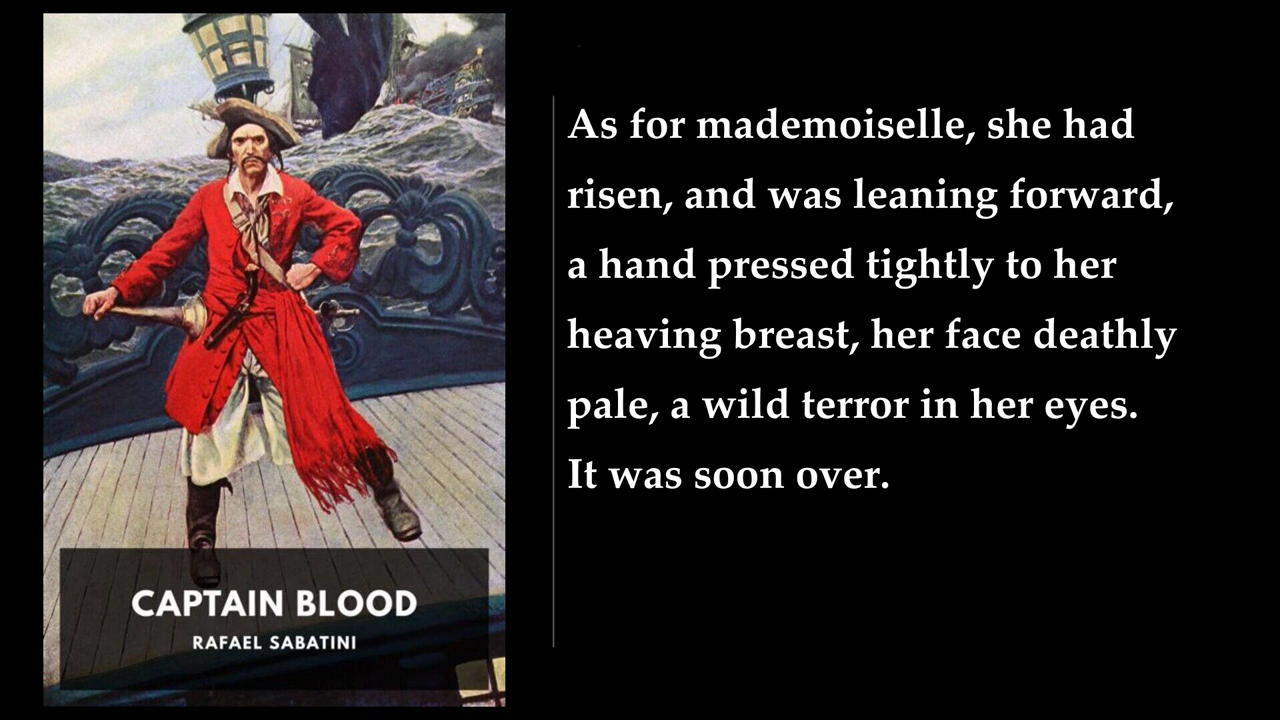 CAPTAIN BLOOD
RAFAEL SABATINI
As for mademoiselle, she had
risen, and was leaning forward,
a hand pressed tightly to her
heaving breast, her face deathly
pale, a wild terror in her eyes.
It was soon over.